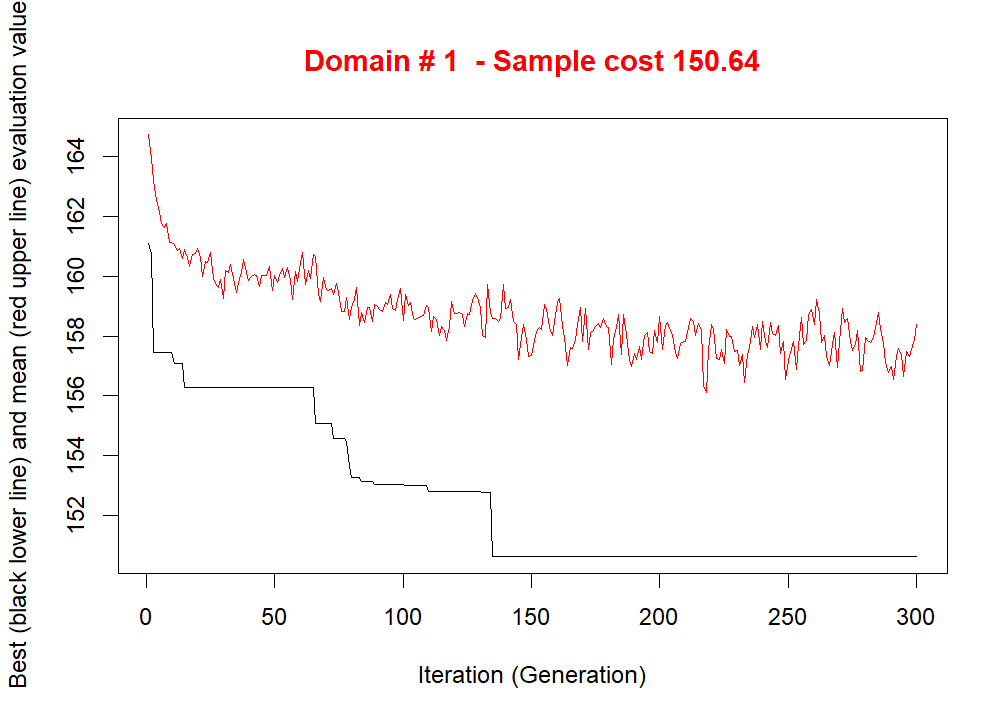 Domain # 1  - Sample cost 150.64
Best (black lower line) and mean (red upper line) evaluation value
164
162
160
158
156
154
152
0 50 100 150 200 250 300
Iteration (Generation)